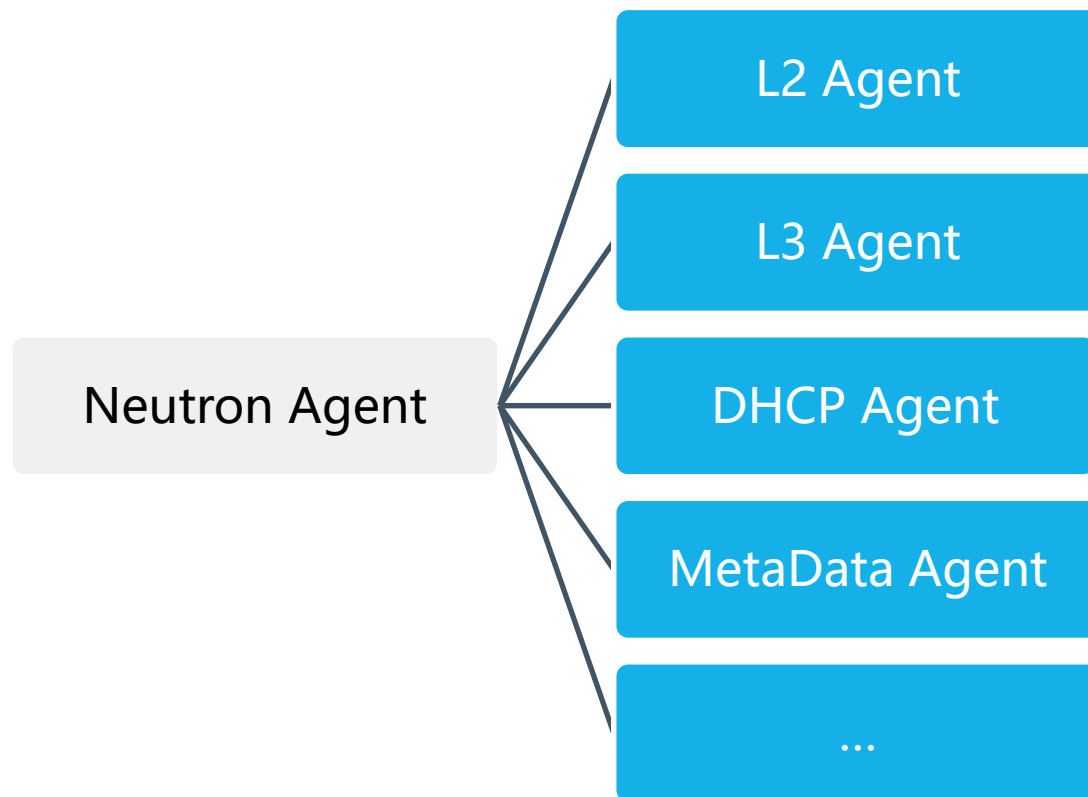 L2 Agent
L3 Agent
Neutron Agent
DHCP Agent
MetaData Agent
...